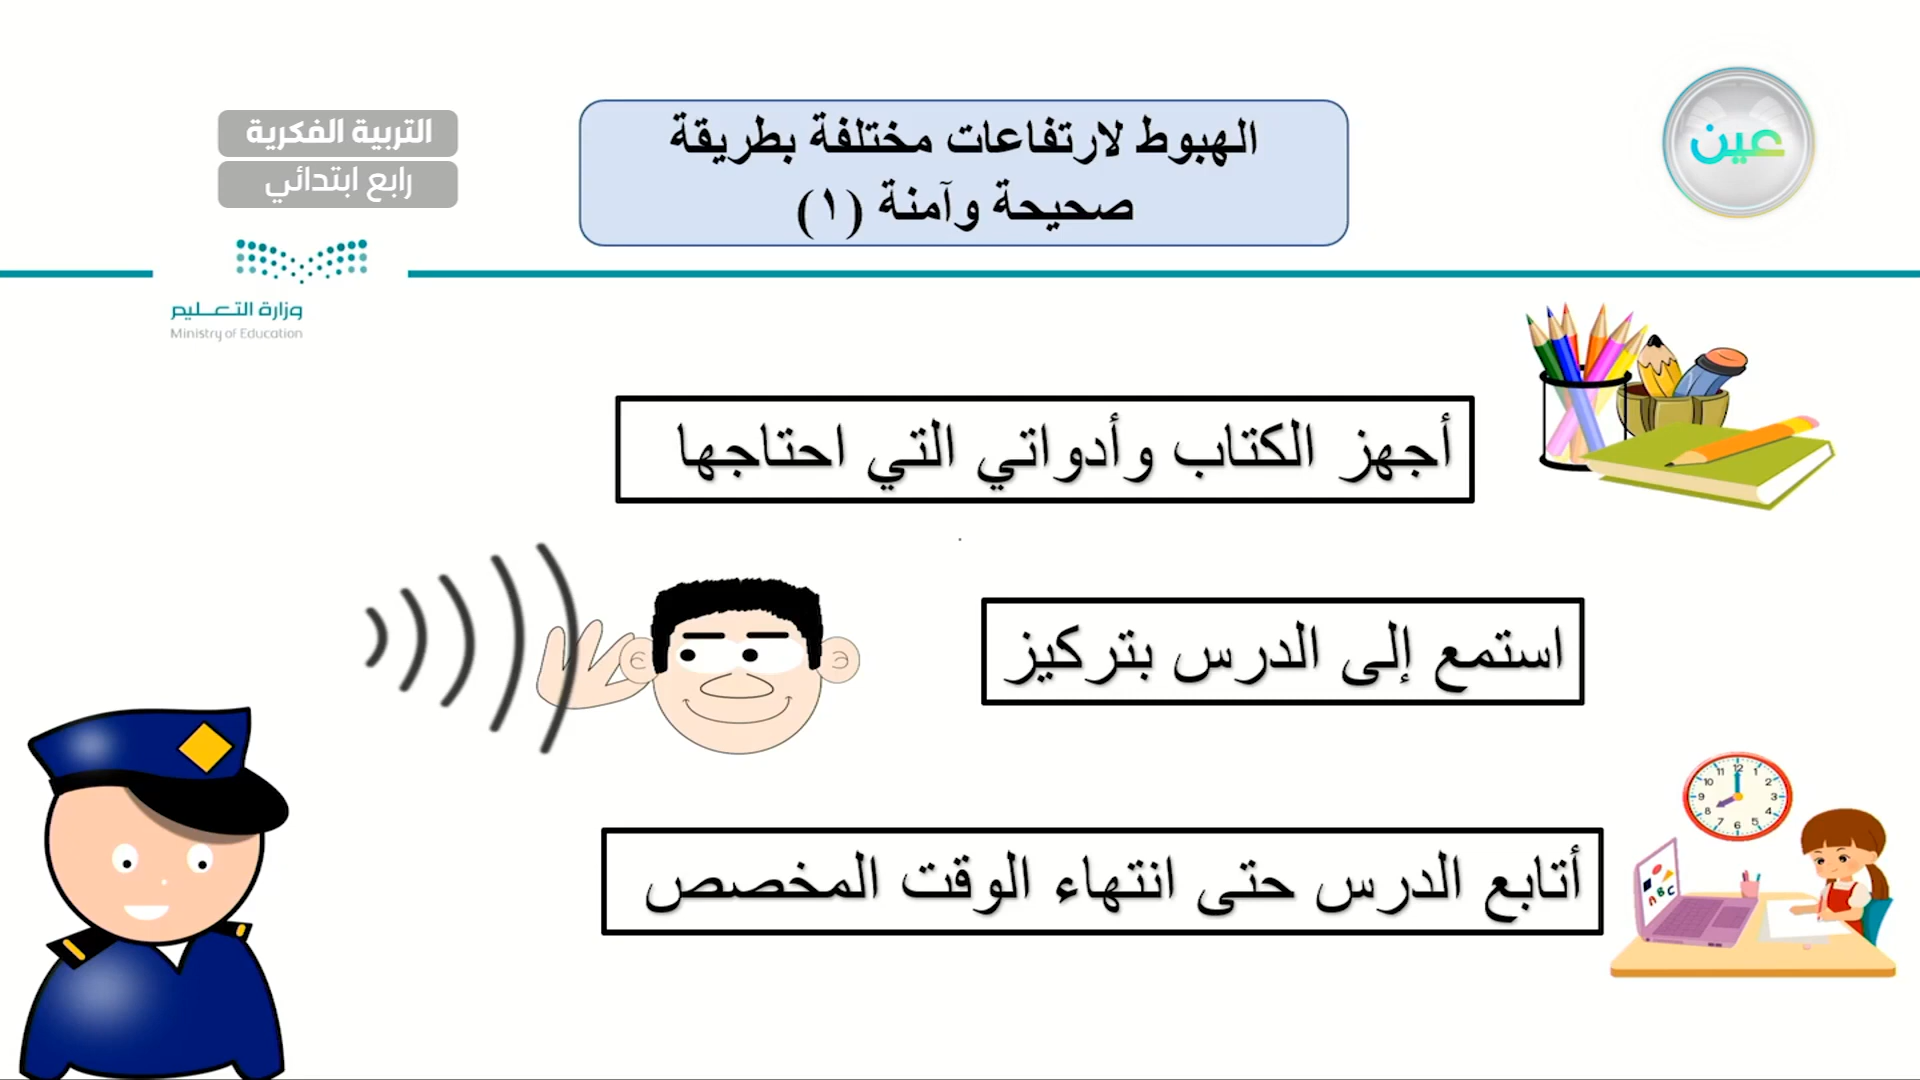 التربية الفكرية
رابع ابتدائي
الهبوط لارتفاعات مختلفة بطريقة
صحيحة وآمنة (١)
عين
وزارة التعليم
Ministry of Education
أجهز الكتاب وأدواتي التي احتاجها
استمع إلى الدرس بتركيز
أتابع الدرس حتى انتهاء الوقت المخصص